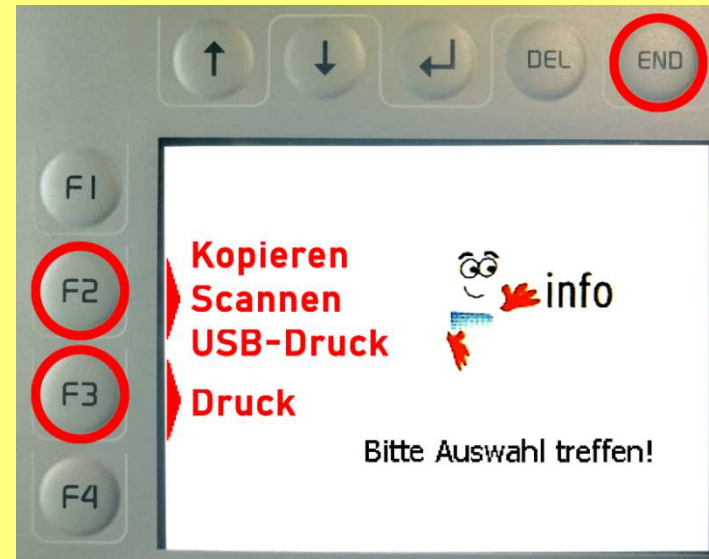 ↑ ↓ ↵ DEL END
F1
F2
F3
F4
Kopieren
Scannen
USB-Druck
Druck
info
Bitte Auswahl treffen!